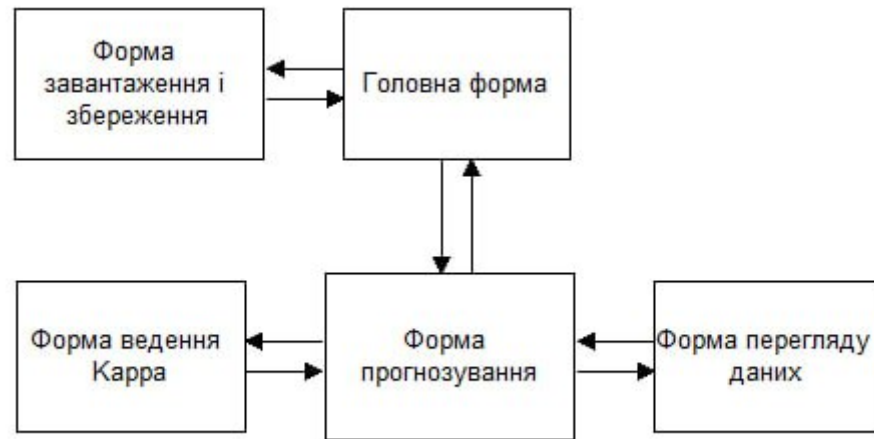 Форма
завантаження і
збереження
Головна форма
Форма ведення
Карра
Форма
прогнозування
Форма перегляду
даних